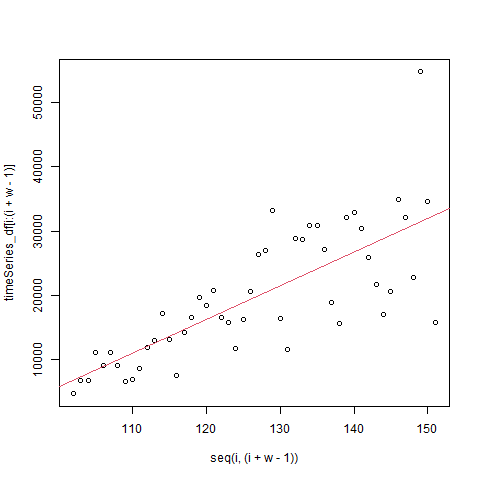 50000
40000
30000
20000
10000
timeSeries_df[i:(i + w - 1)]
110 120 130 140 150
seq(i, (i + w - 1))